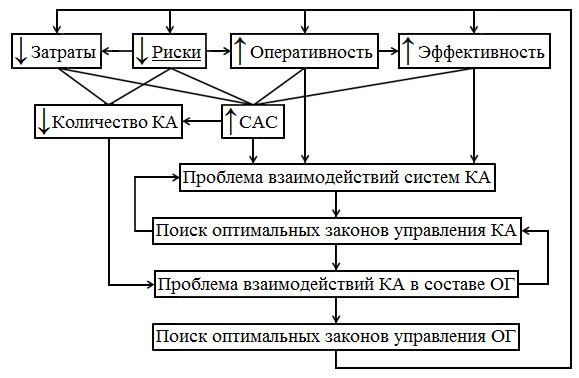 ↓ Затраты
↓ Риски
↑ Оперативность
↑ Эффективность
↓ Количество КА
↑ САС
Проблема взаимодействий систем КА
Поиск оптимальных законов управления КА
Проблема взаимодействий КА в составе ОГ
Поиск оптимальных законов управления ОГ